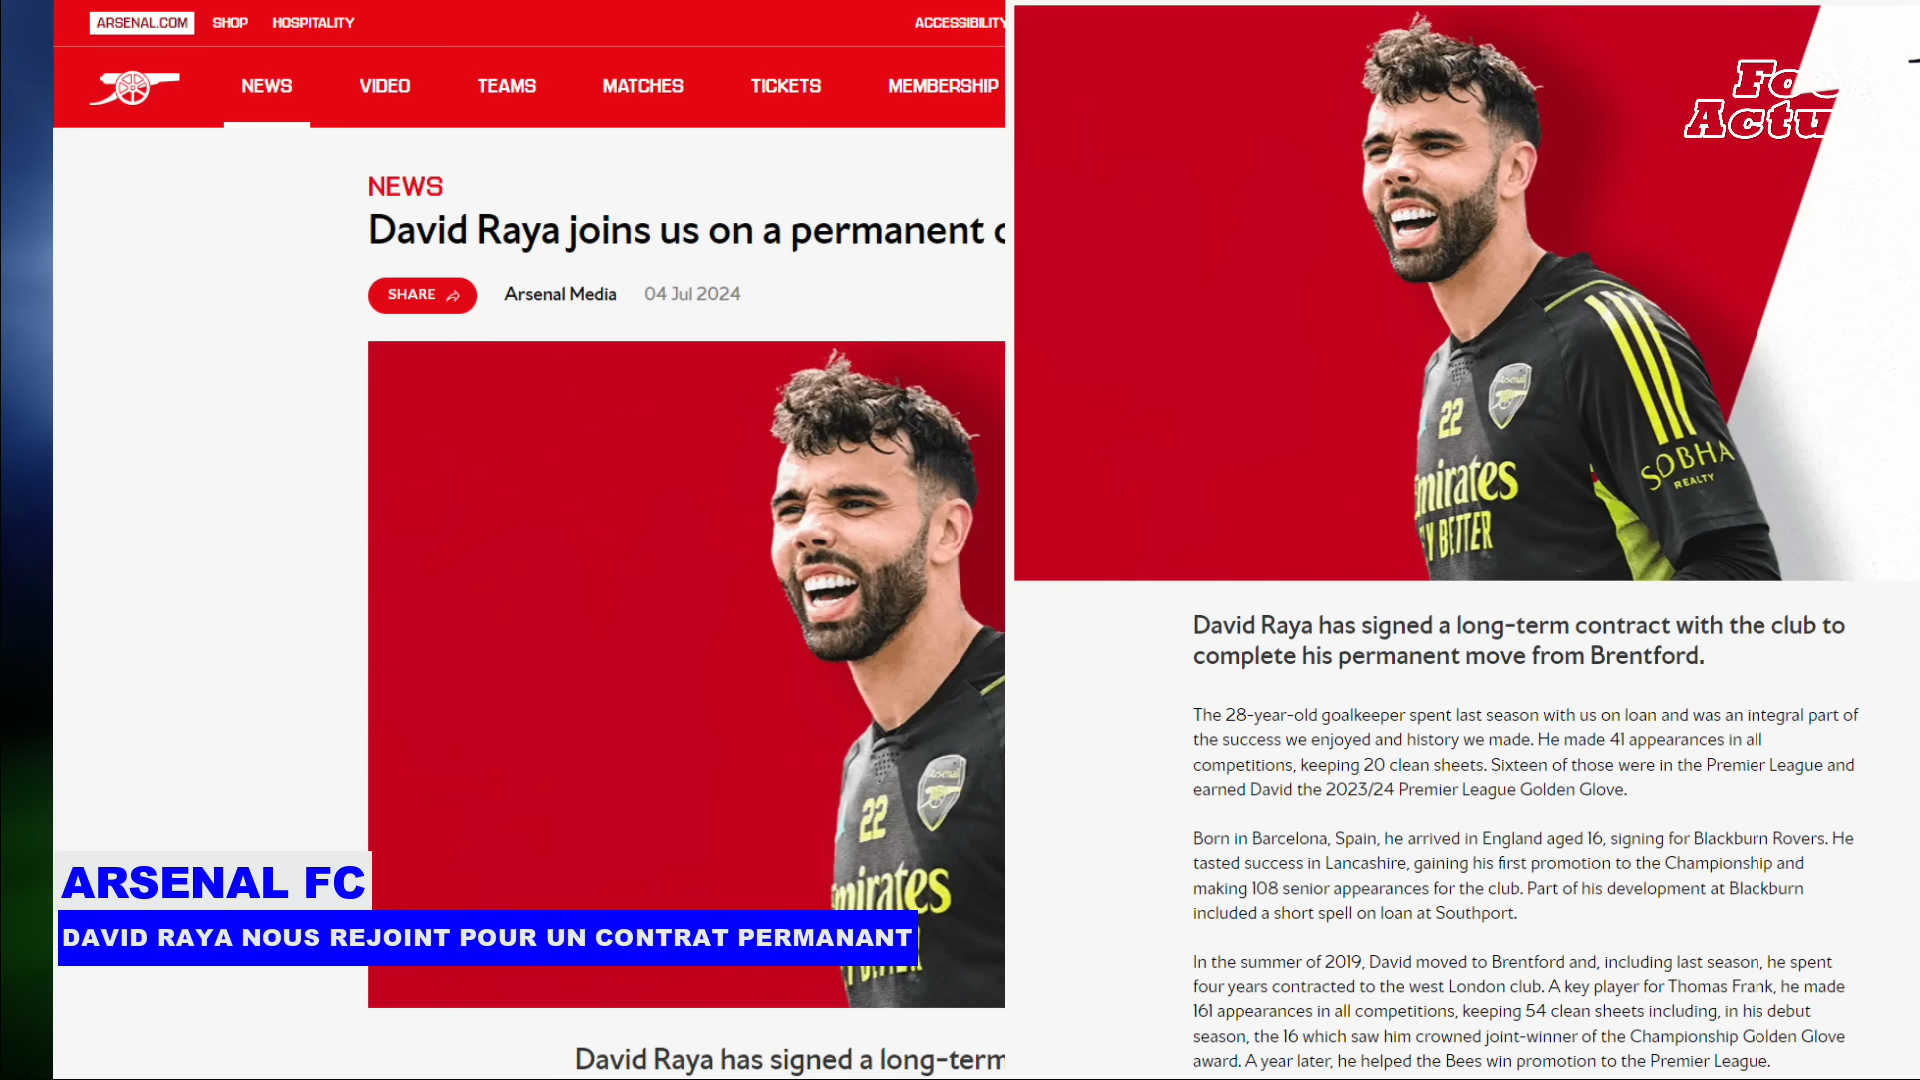 ARSENAL.COM SHOP HOSPITALITY ACCESSIBILITY
NEWS VIDEO TEAMS MATCHES TICKETS MEMBERSHIP
NEWS
David Raya joins us on a permanent
SHARE Arsenal Media 04 Jul 2024
Arsenal
22
mirates
ARSENAL FC
DAVID RAYA NOUS REJOINT POUR UN CONTRAT PERMANANT
David Raya has signed a long-term
Foo
Actu
Arsenal
22
mirates
BETTER
SOBHA
REALTY
David Raya has signed a long-term contract with the club to
complete his permanent move from Brentford.
The 28-year-old goalkeeper spent last season with us on loan and was an integral part of
the success we enjoyed and history we made. He made 41 appearances in all
competitions, keeping 20 clean sheets. Sixteen of those were in the Premier League and
earned David the 2023/24 Premier League Golden Glove.
Born in Barcelona, Spain, he arrived in England aged 16, signing for Blackburn Rovers. He
tasted success in Lancashire, gaining his first promotion to the Championship and
making 108 senior appearances for the club. Part of his development at Blackburn
included a short spell on loan at Southport.
In the summer of 2019, David moved to Brentford and, including last season, he spent
four years contracted to the west London club. A key player for Thomas Frank, he made
161 appearances in all competitions, keeping 54 clean sheets including, in his debut
season, the 16 which saw him crowned joint-winner of the Championship Golden Glove
award. A year later, he helped the Bees win promotion to the Premier League.